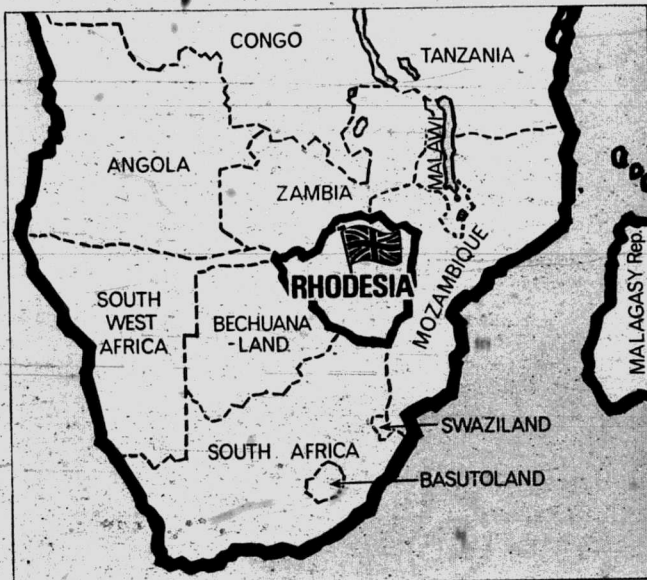 CONGO
TANZANIA
ANGOLA
ZAMBIA
MALAWI
RHODESIA
MOZAMBIQUE
MALAGASY Rep.
SOUTH
WEST
AFRICA
BECHUANA
-LAND
SWAZILAND
SOUTH AFRICA
BASUTOLAND